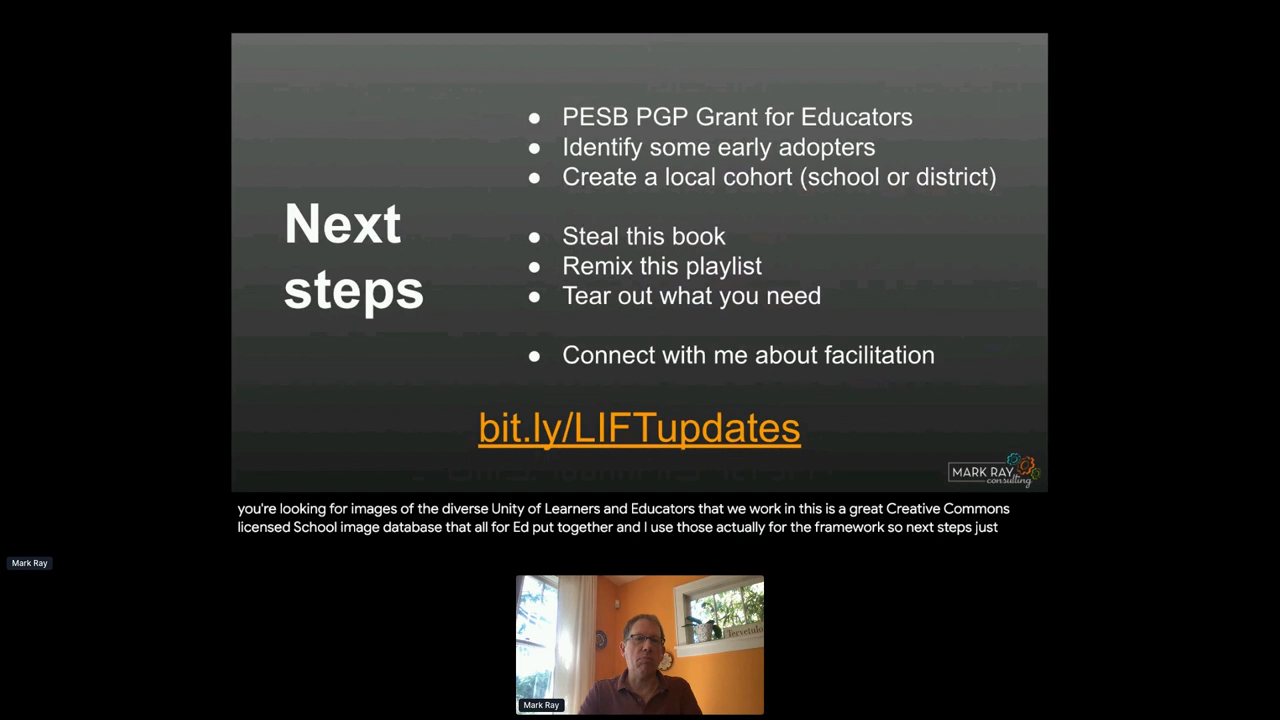 Next
steps
● PESB PGP Grant for Educators
● Identify some early adopters
● Create a local cohort (school or district)
● Steal this book
● Remix this playlist
● Tear out what you need
● Connect with me about facilitation
bit.ly/LIFTupdates
MARK RAY
consulting
you're looking for images of the diverse Unity of Learners and Educators that we work in this is a great Creative Commons
licensed School image database that all for Ed put together and I use those actually for the framework so next steps just
Mark Ray
Mark Ray